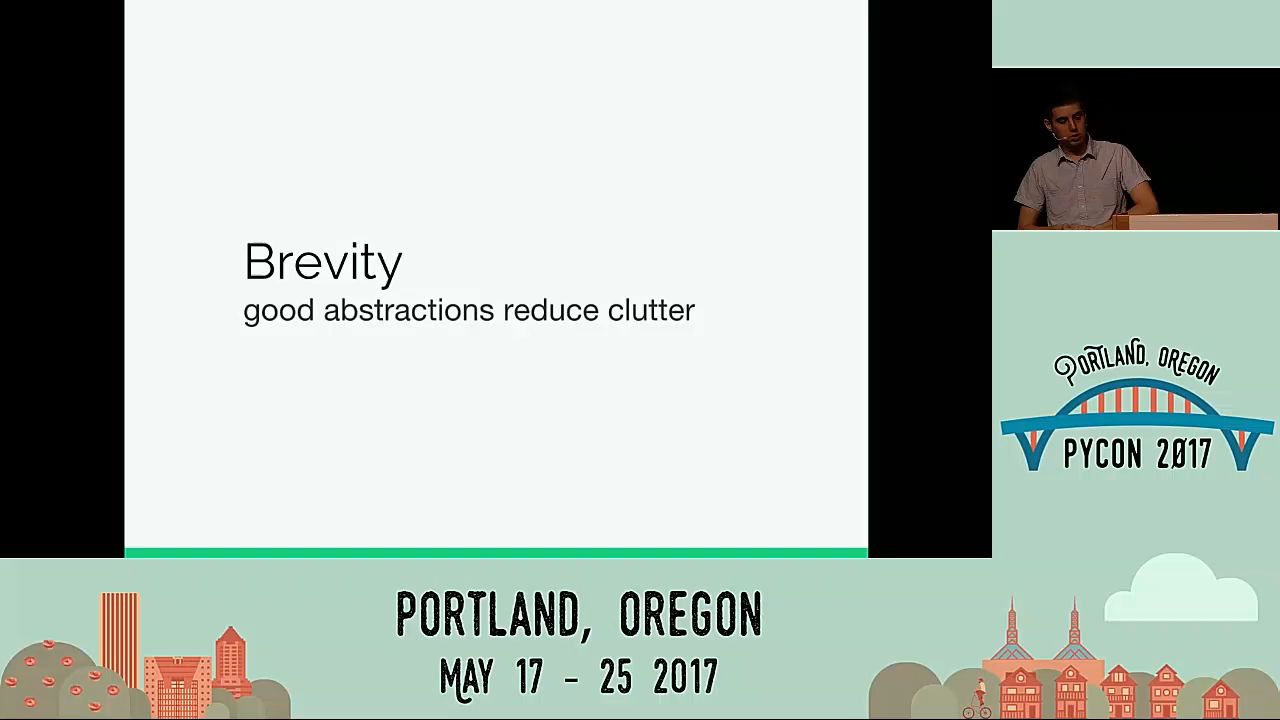 Brevity
good abstractions reduce clutter
PORTLAND, OREGON
PYCON 2017
PORTLAND, OREGON
MAY 17 - 25 2017